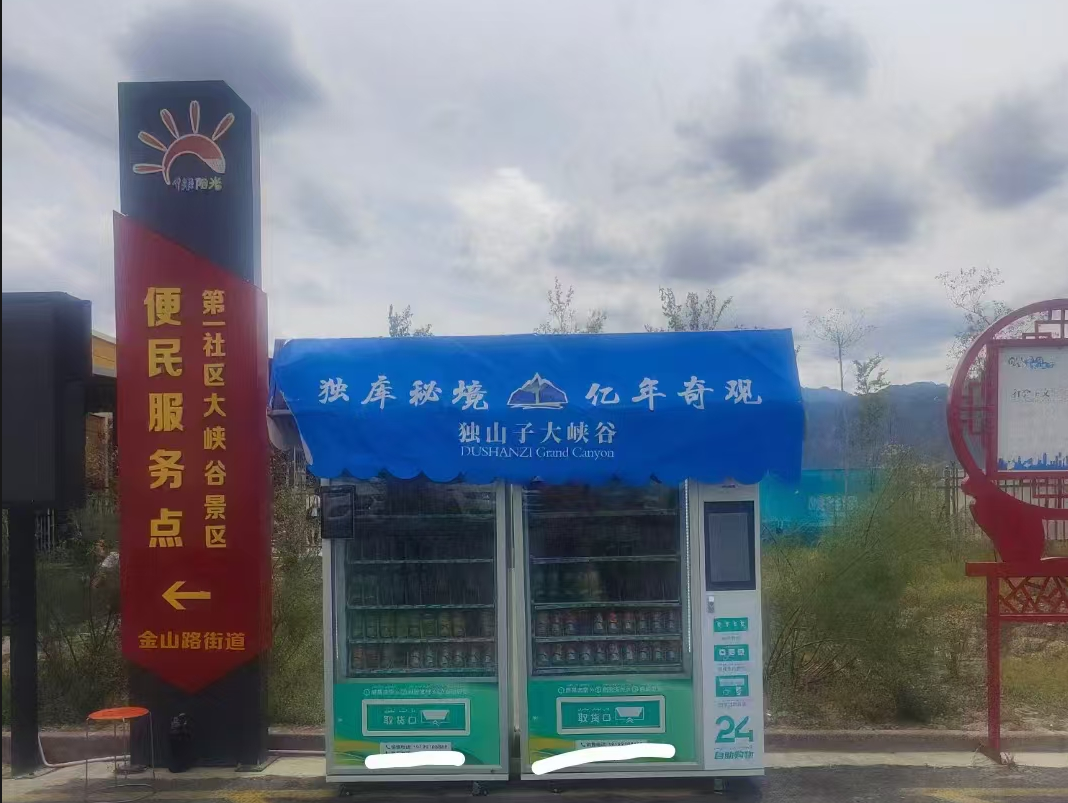 便民服务点
第一社区大峡谷景区
金山路街道
独库秘境 亿年奇观
独山子大峡谷
DUSHANZI Grand Canyon
取货口
取货口
24
自助购物